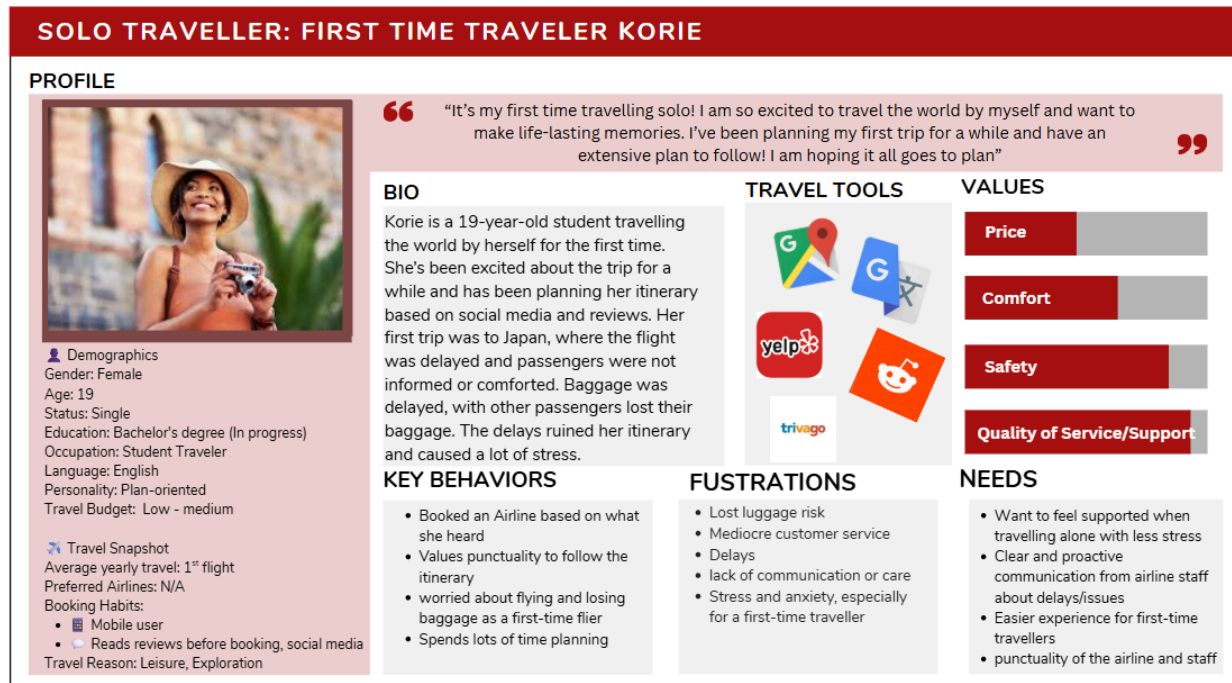 SOLO TRAVELLER: FIRST TIME TRAVELER KORIE
PROFILE
“It’s my first time travelling solo! I am so excited to travel the world by myself and want to
make life-lasting memories. I’ve been planning my first trip for a while and have an
extensive plan to follow! I am hoping it all goes to plan”
Demographics
Gender: Female
Age: 19
Status: Single
Education: Bachelor's degree (In progress)
Occupation: Student Traveler
Language: English
Personality: Plan-oriented
Travel Budget: Low - medium
Travel Snapshot
Average yearly travel: 1st flight
Preferred Airlines: N/A
Booking Habits:
• Mobile user
• Reads reviews before booking, social media
Travel Reason: Leisure, Exploration
BIO
Korie is a 19-year-old student travelling
the world by herself for the first time.
She’s been excited about the trip for a
while and has been planning her itinerary
based on social media and reviews. Her
first trip was to Japan, where the flight
was delayed and passengers were not
informed or comforted. Baggage was
delayed, with other passengers lost their
baggage. The delays ruined her itinerary
and caused a lot of stress.
TRAVEL TOOLS
G
G
文
yelp
trivago
VALUES
Price
Comfort
Safety
Quality of Service/Support
KEY BEHAVIORS
• Booked an Airline based on what
she heard
• Values punctuality to follow the
itinerary
• worried about flying and losing
baggage as a first-time flier
• Spends lots of time planning
FUSTRATIONS
• Lost luggage risk
• Mediocre customer service
• Delays
• lack of communication or care
• Stress and anxiety, especially
for a first-time traveller
NEEDS
• Want to feel supported when
travelling alone with less stress
• Clear and proactive
communication from airline staff
about delays/issues
• Easier experience for first-time
travellers
• punctuality of the airline and staff